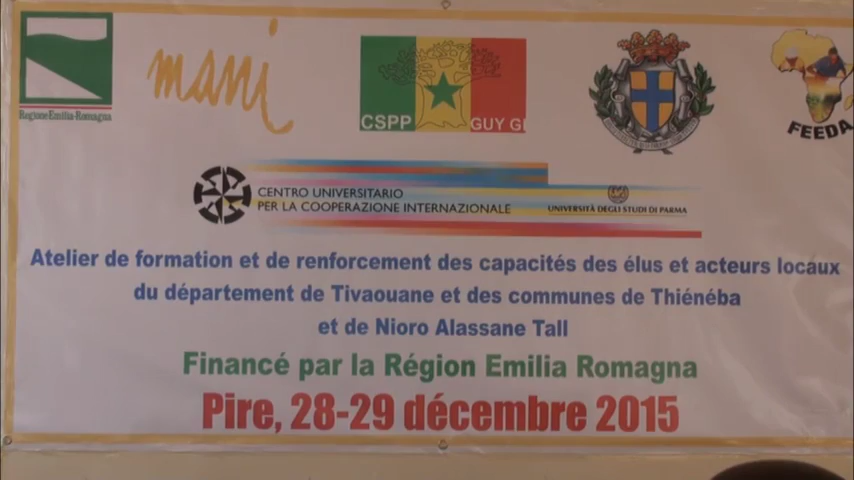 Regione Emilia-Romagna
mani
CSPP GUY GI
FEEDA
CENTRO UNIVERSITARIO
PER LA COOPERAZIONE INTERNAZIONALE
UNIVERSITÀ DEGLI STUDI DI PARMA
Atelier de formation et de renforcement des capacités des élus et acteurs locaux
du département de Tivaouane et des communes de Thiénéba
et de Nioro Alassane Tall
Financé par la Région Emilia Romagna
Pire, 28-29 décembre 2015